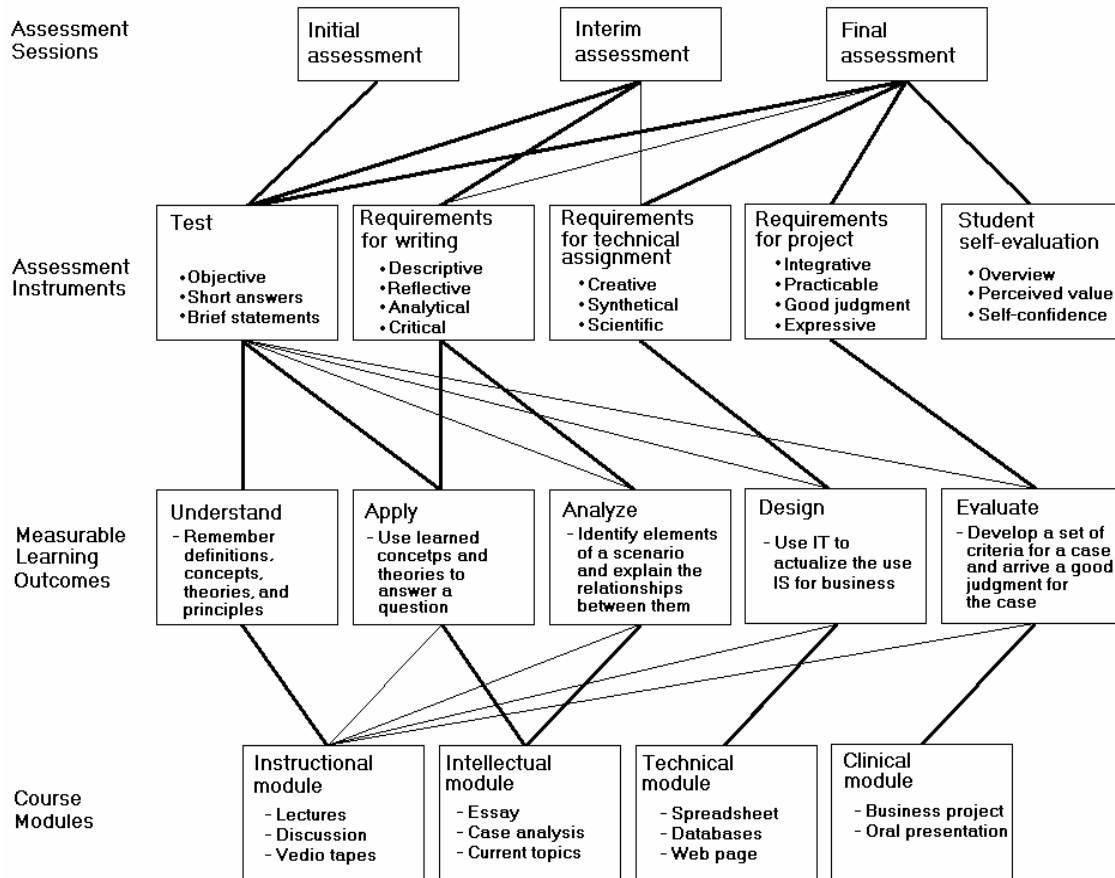 Assessment
Sessions
Initial
assessment
Interim
assessment
Final
assessment
Assessment
Instruments
Test
• Objective
• Short answers
• Brief statements
Requirements
for writing
• Descriptive
• Reflective
• Analytical
• Critical
Requirements
for technical
assignment
• Creative
• Synthetical
• Scientific
Requirements
for project
• Integrative
• Practicable
• Good judgment
• Expressive
Student
self-evaluation
• Overview
• Perceived value
• Self-confidence
Measurable
Learning
Outcomes
Understand
- Remember
definitions,
concepts,
theories, and
principles
Apply
- Use learned
concetps and
theories to
answer a
question
Analyze
- Identify elements
of a scenario
and explain the
relationships
between them
Design
- Use IT to
actualize the use
IS for business
Evaluate
- Develop a set of
criteria for a case
and arrive a good
judgment for
the case
Course
Modules
Instructional
module
- Lectures
- Discussion
- Vedio tapes
Intellectual
module
- Essay
- Case analysis
- Current topics
Technical
module
- Spreadsheet
- Databases
- Web page
Clinical
module
- Business project
- Oral presentation